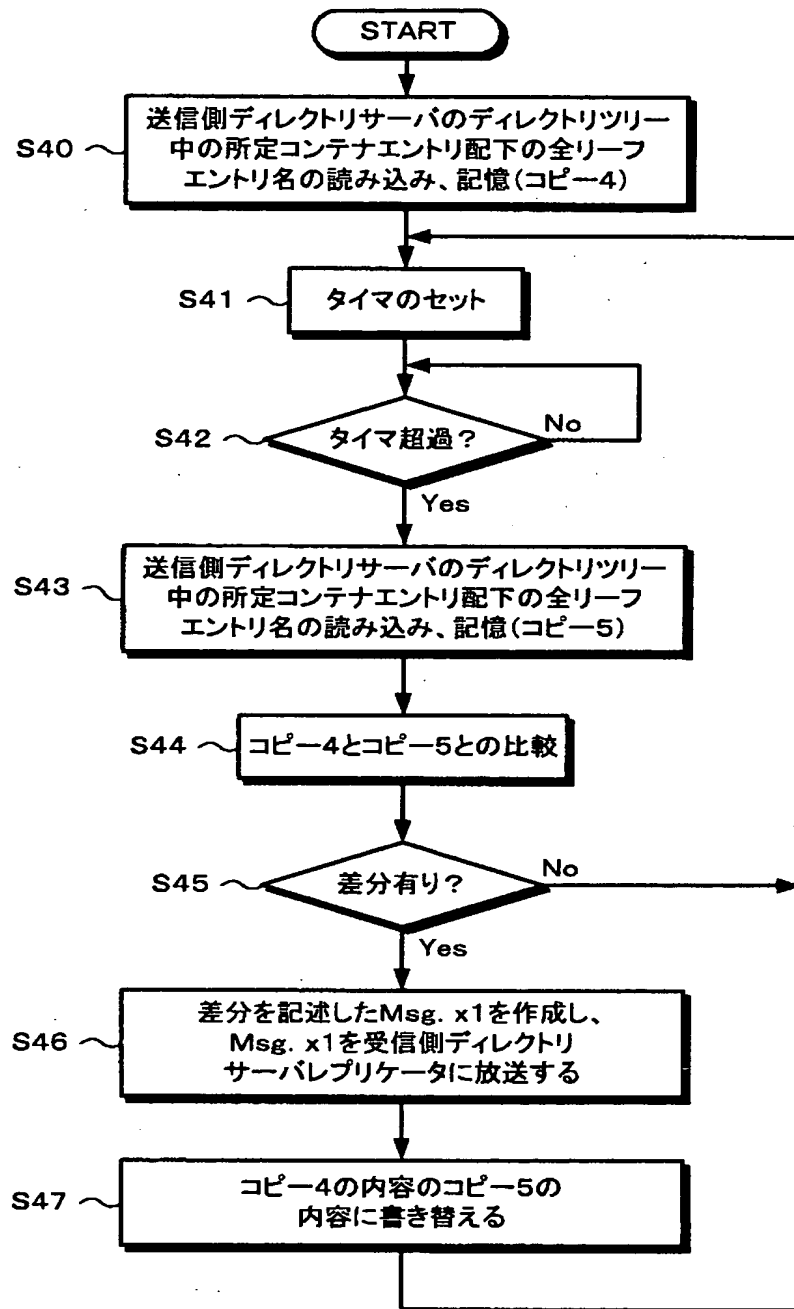 START
S40
送信側ディレクトリサーバのディレクトリツリー
中の所定コンテナエントリ配下の全リーフ
エントリ名の読み込み、記憶(コピー4)
S41
タイマのセット
S42
タイマ超過?
No
Yes
S43
送信側ディレクトリサーバのディレクトリツリー
中の所定コンテナエントリ配下の全リーフ
エントリ名の読み込み、記憶(コピー5)
S44
コピー4とコピー5との比較
S45
差分有り?
No
Yes
S46
差分を記述したMsg. x1を作成し、
Msg. x1を受信側ディレクトリ
サーバレプリケータに放送する
S47
コピー4の内容のコピー5の
内容に書き替える